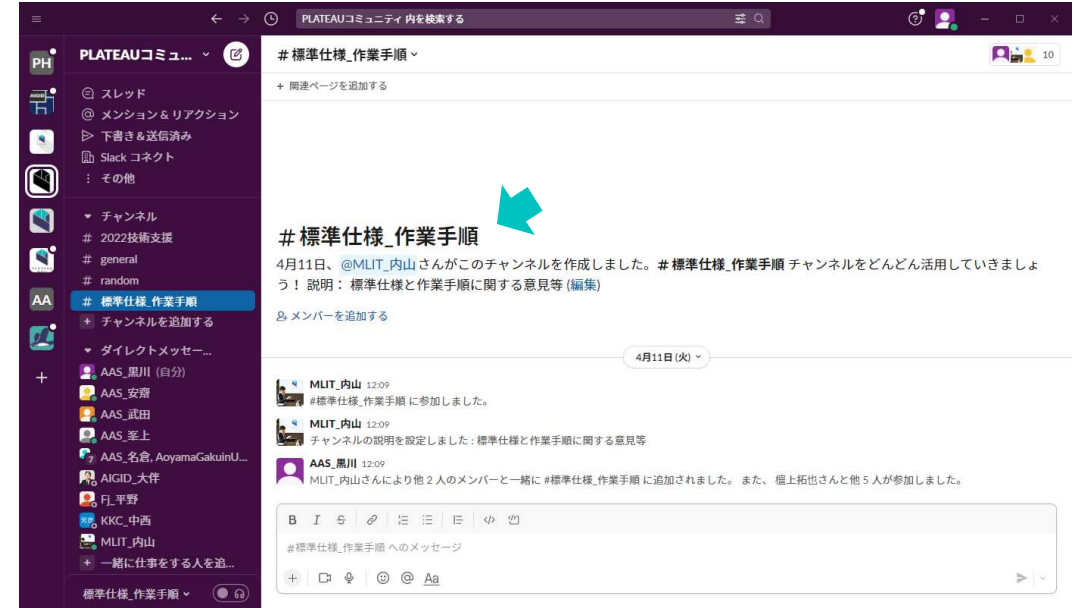 PLATEAUコミュニティ 内を検索する
PH
AA
PLATEAUコミュ...
スレッド
メンション & リアクション
下書き & 送信済み
Slack コネクト
その他
チャンネル
# 2022技術支援
# general
# random
# 標準仕様_作業手順
+ チャンネルを追加する
ダイレクトメッセー...
AAS_黒川 (自分)
AAS_安齋
AAS_武田
AAS_峯上
AAS_名倉, AoyamaGakuinU...
AIGID_大伴
FJ_平野
KKC_中西
MLIT_内山
+ 一緒に仕事をする人を追...
標準仕様_作業手順
# 標準仕様_作業手順
10
+ 関連ページを追加する
# 標準仕様_作業手順
4月11日、@MLIT_内山 さんがこのチャンネルを作成しました。# 標準仕様_作業手順 チャンネルをどんどん活用していきましょ
う！ 説明： 標準仕様と作業手順に関する意見等 (編集)
メンバーを追加する
4月11日 (火)
MLIT_内山 12:09
#標準仕様_作業手順 に参加しました。
MLIT_内山 12:09
チャンネルの説明を設定しました : 標準仕様と作業手順に関する意見等
AAS_黒川 12:09
MLIT_内山さんにより他 2 人のメンバーと一緒に #標準仕様_作業手順 に追加されました。 また、 檀上拓也さんと他 5 人が参加しました。
B I S
#標準仕様_作業手順 へのメッセージ
+ @ Aa